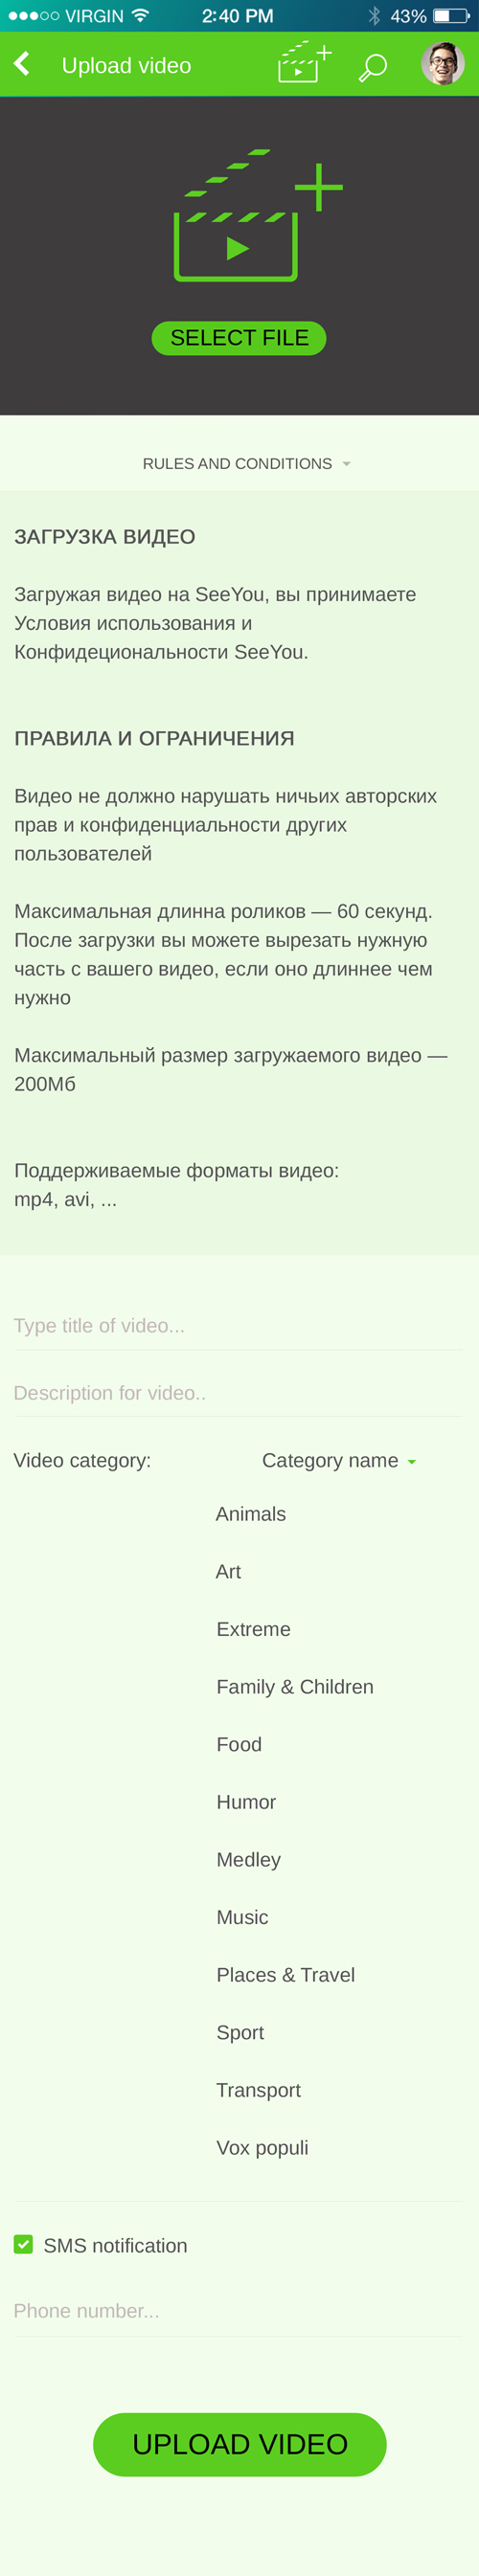 VIRGIN 2:40 PM 43%
Upload video
SELECT FILE
RULES AND CONDITIONS
ЗАГРУЗКА ВИДЕО
Загружая видео на SeeYou, вы принимаете
Условия использования и
Конфидециональности SeeYou.
ПРАВИЛА И ОГРАНИЧЕНИЯ
Видео не должно нарушать ничьих авторских
прав и конфиденциальности других
пользователей
Максимальная длинна роликов — 60 секунд.
После загрузки вы можете вырезать нужную
часть с вашего видео, если оно длиннее чем
нужно
Максимальный размер загружаемого видео —
200Мб
Поддерживаемые форматы видео:
mp4, avi, ...
Type title of video...
Description for video..
Video category: Category name
Animals
Art
Extreme
Family & Children
Food
Humor
Medley
Music
Places & Travel
Sport
Transport
Vox populi
SMS notification
Phone number...
UPLOAD VIDEO